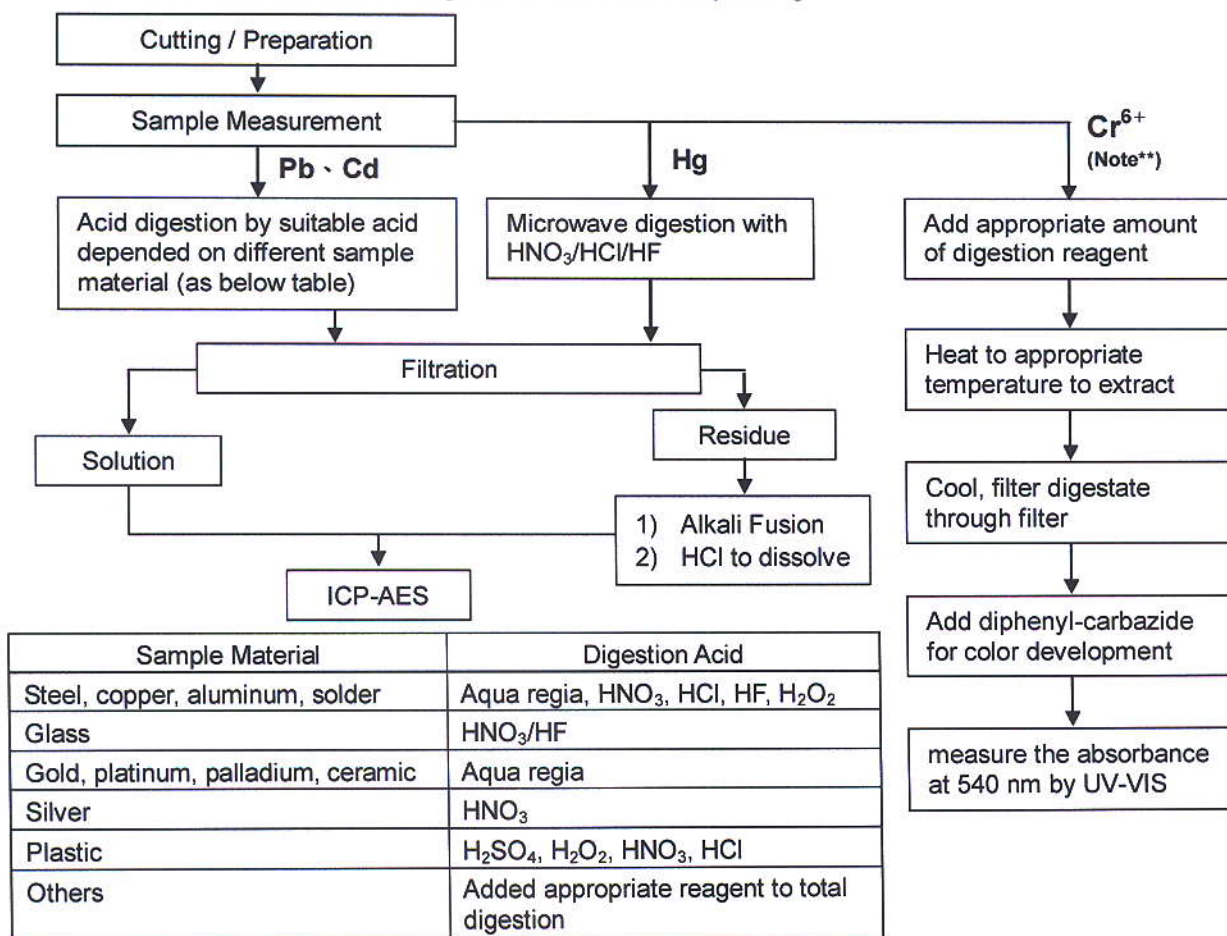 Cutting / Preparation
Sample Measurement
Pb、Cd
Hg
Cr⁶⁺
(Note**)
Acid digestion by suitable acid
depended on different sample
material (as below table)
Microwave digestion with
HNO₃/HCl/HF
Add appropriate amount
of digestion reagent
Filtration
Heat to appropriate
temperature to extract
Solution
Residue
Cool, filter digestate
through filter
1) Alkali Fusion
2) HCl to dissolve
ICP-AES
Add diphenyl-carbazide
for color development
measure the absorbance
at 540 nm by UV-VIS
Sample Material Digestion Acid
Steel, copper, aluminum, solder Aqua regia, HNO₃, HCl, HF, H₂O₂
Glass HNO₃/HF
Gold, platinum, palladium, ceramic Aqua regia
Silver HNO₃
Plastic H₂SO₄, H₂O₂, HNO₃, HCl
Others Added appropriate reagent to total
digestion